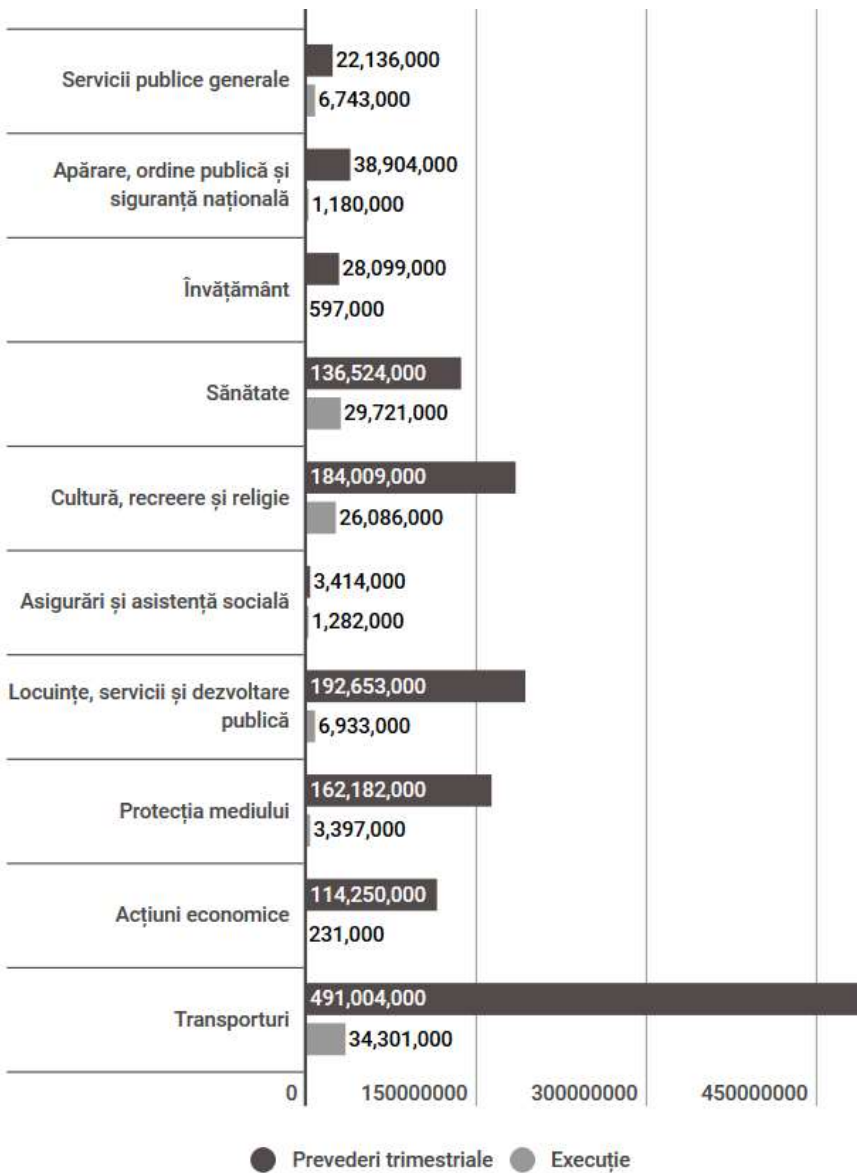 Servicii publice generale
22,136,000
6,743,000
Apărare, ordine publică și
siguranță națională
38,904,000
1,180,000
Învățământ
28,099,000
597,000
Sănătate
136,524,000
29,721,000
Cultură, recreere și religie
184,009,000
26,086,000
Asigurări și asistență socială
3,414,000
1,282,000
Locuințe, servicii și dezvoltare
publică
192,653,000
6,933,000
Protecția mediului
162,182,000
3,397,000
Acțiuni economice
114,250,000
231,000
Transporturi
491,004,000
34,301,000
0 150000000 300000000 450000000
Prevederi trimestriale Execuție